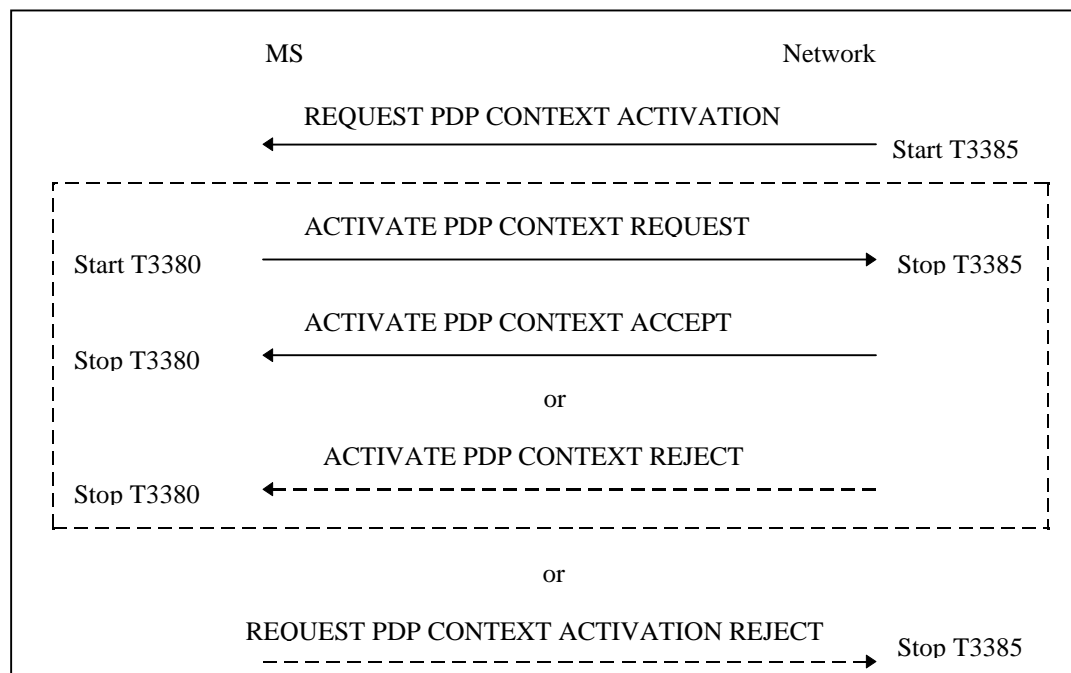 MS Network
REQUEST PDP CONTEXT ACTIVATION
Start T3385
ACTIVATE PDP CONTEXT REQUEST
Start T3380 Stop T3385
ACTIVATE PDP CONTEXT ACCEPT
Stop T3380
or
ACTIVATE PDP CONTEXT REJECT
Stop T3380
or
REQUEST PDP CONTEXT ACTIVATION REJECT
Stop T3385